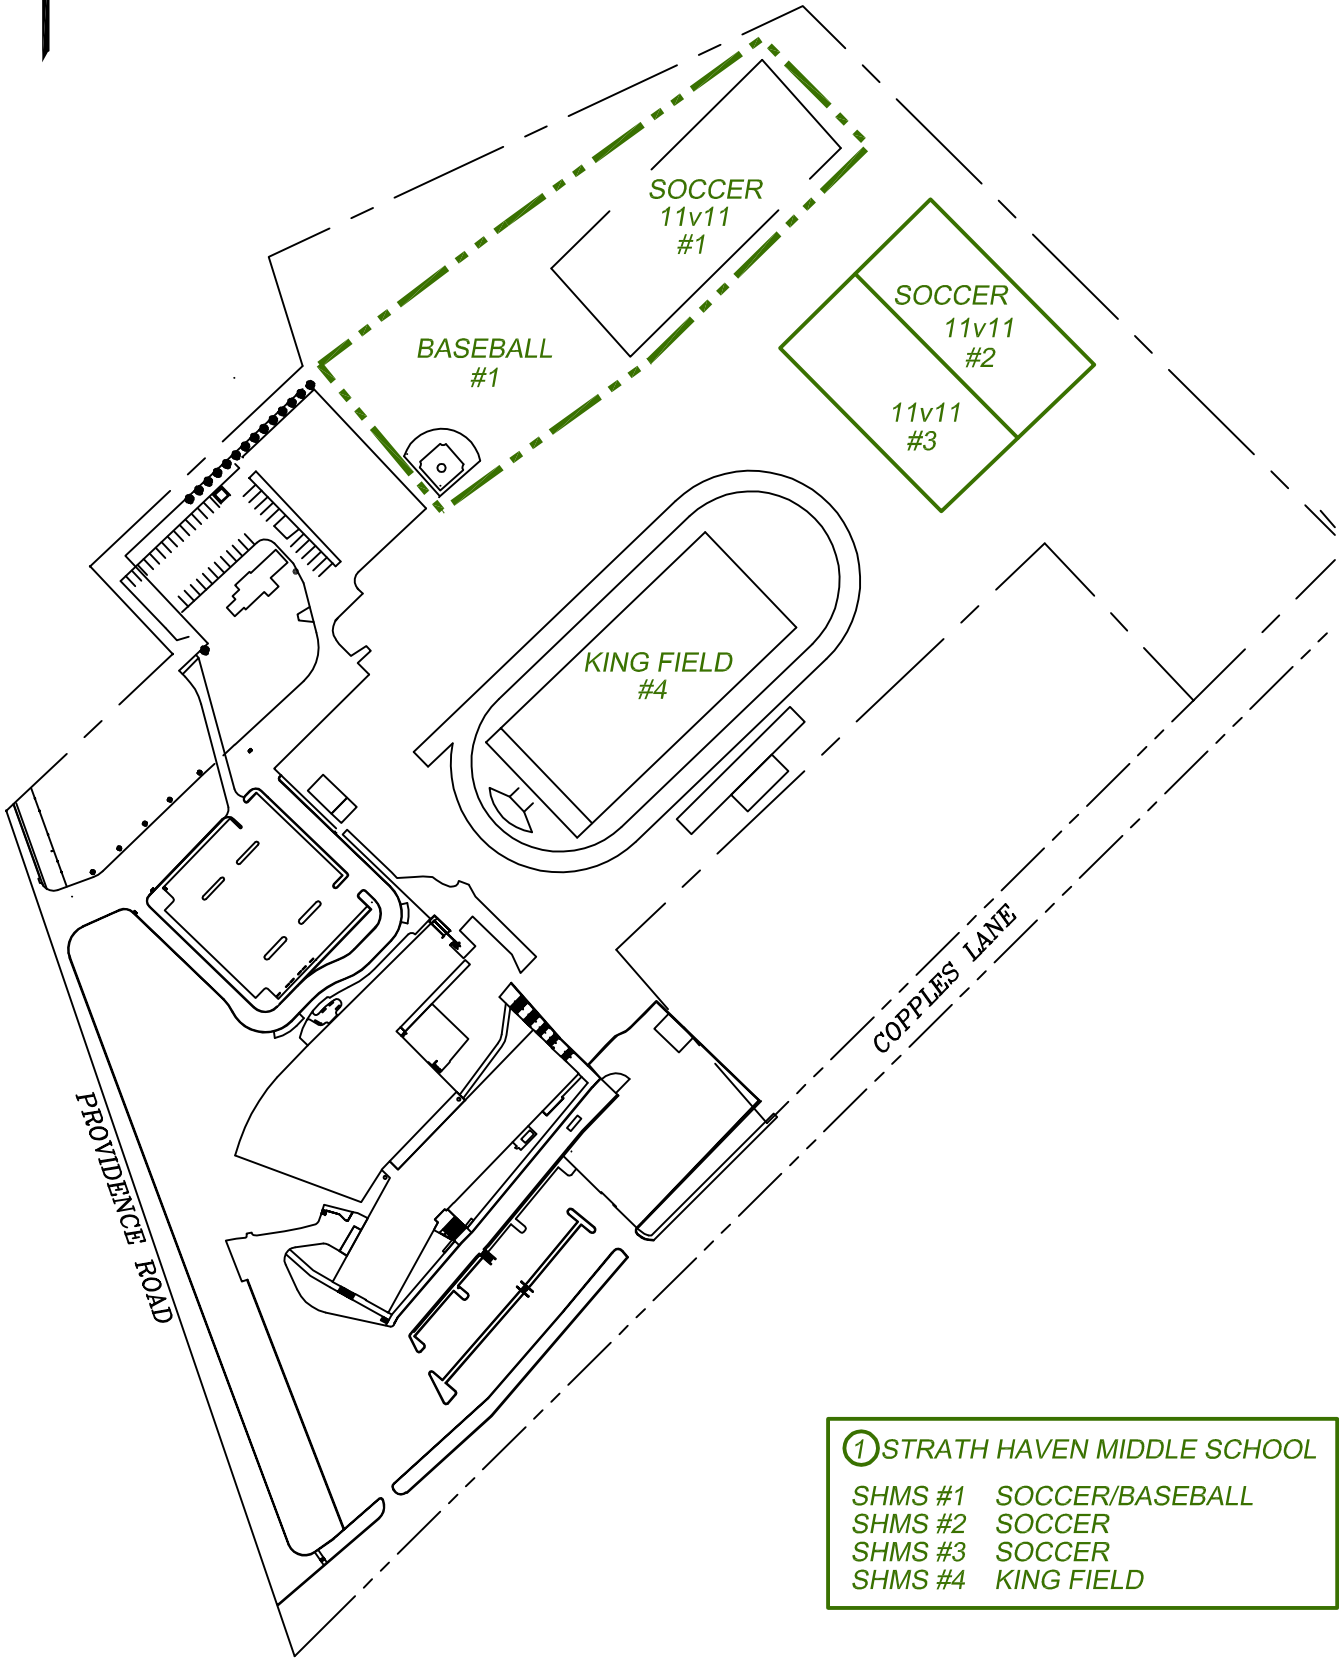 SOCCER
11v11
#1
SOCCER
11v11
#2
BASEBALL
#1
11v11
#3
KING FIELD
#4
COPPLES LANE
PROVIDENCE ROAD
1 STRATH HAVEN MIDDLE SCHOOL
SHMS #1 SOCCER/BASEBALL
SHMS #2 SOCCER
SHMS #3 SOCCER
SHMS #4 KING FIELD